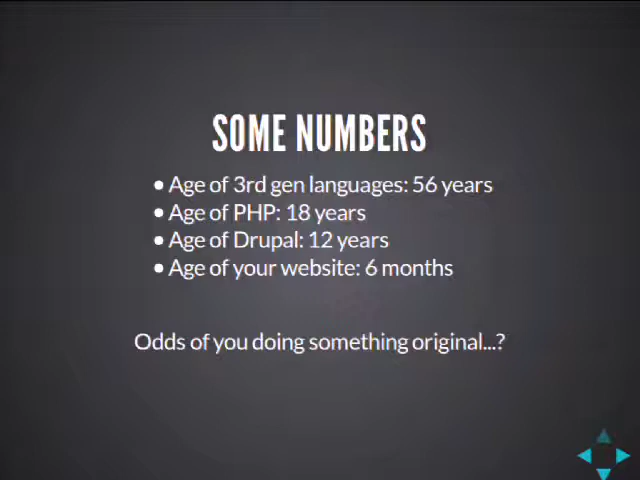 SOME NUMBERS
• Age of 3rd gen languages: 56 years
• Age of PHP: 18 years
• Age of Drupal: 12 years
• Age of your website: 6 months
Odds of you doing something original...?